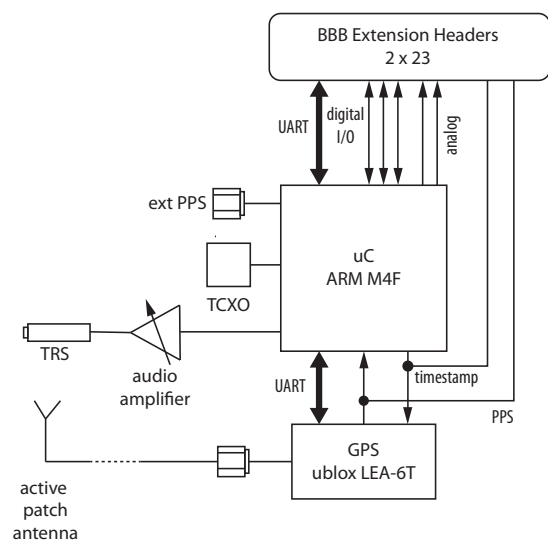 BBB Extension Headers
2 x 23
UART
digital
I/O
analog
ext PPS
uC
ARM M4F
TCXO
TRS
audio
amplifier
UART
timestamp
PPS
GPS
ublox LEA-6T
active
patch
antenna